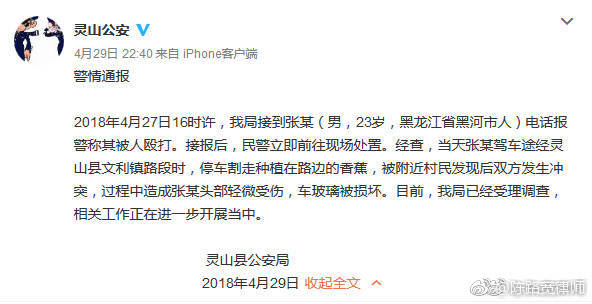 灵山公安
4月29日 22:40 来自 iPhone客户端
警情通报
2018年4月27日16时许，我局接到张某（男，23岁，黑龙江省黑河市人）电话报
警称其被人殴打。接报后，民警立即前往现场处置。经查，当天张某驾车途经灵
山县文利镇路段时，停车割走种植在路边的香蕉，被附近村民发现后双方发生冲
突，过程中造成张某头部轻微受伤，车玻璃被损坏。目前，我局已经受理调查，
相关工作正在进一步开展当中。
灵山县公安局
2018年4月29日 收起全文